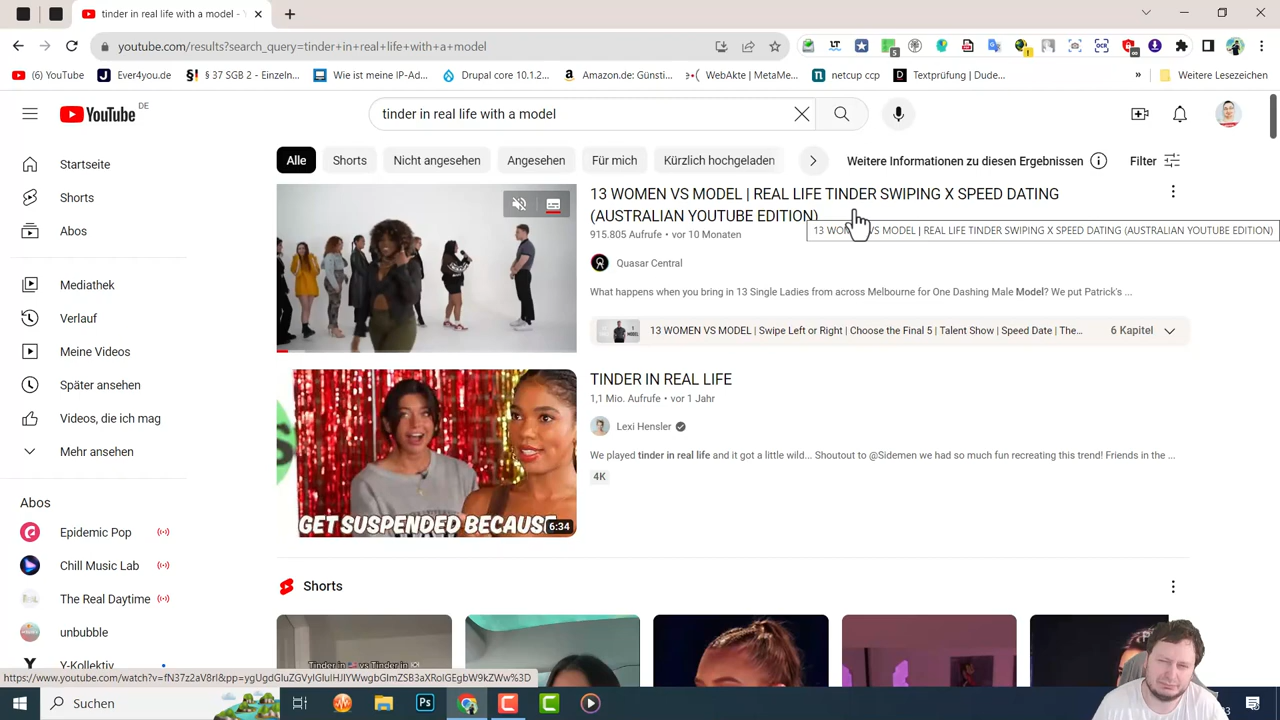 tinder in real life with a model - Y
youtube.com/results?search_query=tinder+in+real+life+with+a+model
(6) YouTube
Ever4you.de
§ 37 SGB 2 - Einzeln...
Wie ist meine IP-Ad...
Drupal core 10.1.2...
Amazon.de: Günsti...
WebAkte | MetaMe...
netcup ccp
Textprüfung | Dude...
»
Weitere Lesezeichen
YouTube DE
tinder in real life with a model
Alle
Shorts
Nicht angesehen
Angesehen
Für mich
Kürzlich hochgeladen
Weitere Informationen zu diesen Ergebnissen
Filter
Startseite
Shorts
Abos
Mediathek
Verlauf
Meine Videos
Später ansehen
Videos, die ich mag
Mehr ansehen
Abos
Epidemic Pop
Chill Music Lab
The Real Daytime
unbubble
Y-Kollektiv
13 WOMEN VS MODEL | REAL LIFE TINDER SWIPING X SPEED DATING
(AUSTRALIAN YOUTUBE EDITION)
13 WOMEN VS MODEL | REAL LIFE TINDER SWIPING X SPEED DATING (AUSTRALIAN YOUTUBE EDITION)
915.805 Aufrufe • vor 10 Monaten
Quasar Central
What happens when you bring in 13 Single Ladies from across Melbourne for One Dashing Male Model? We put Patrick's ...
13 WOMEN VS MODEL | Swipe Left or Right | Choose the Final 5 | Talent Show | Speed Date | The...
6 Kapitel
GET SUSPENDED BECAUSE
6:34
TINDER IN REAL LIFE
1,1 Mio. Aufrufe • vor 1 Jahr
Lexi Hensler
We played tinder in real life and it got a little wild... Shoutout to @Sidemen we had so much fun recreating this trend! Friends in the ...
4K
Shorts
Suchen